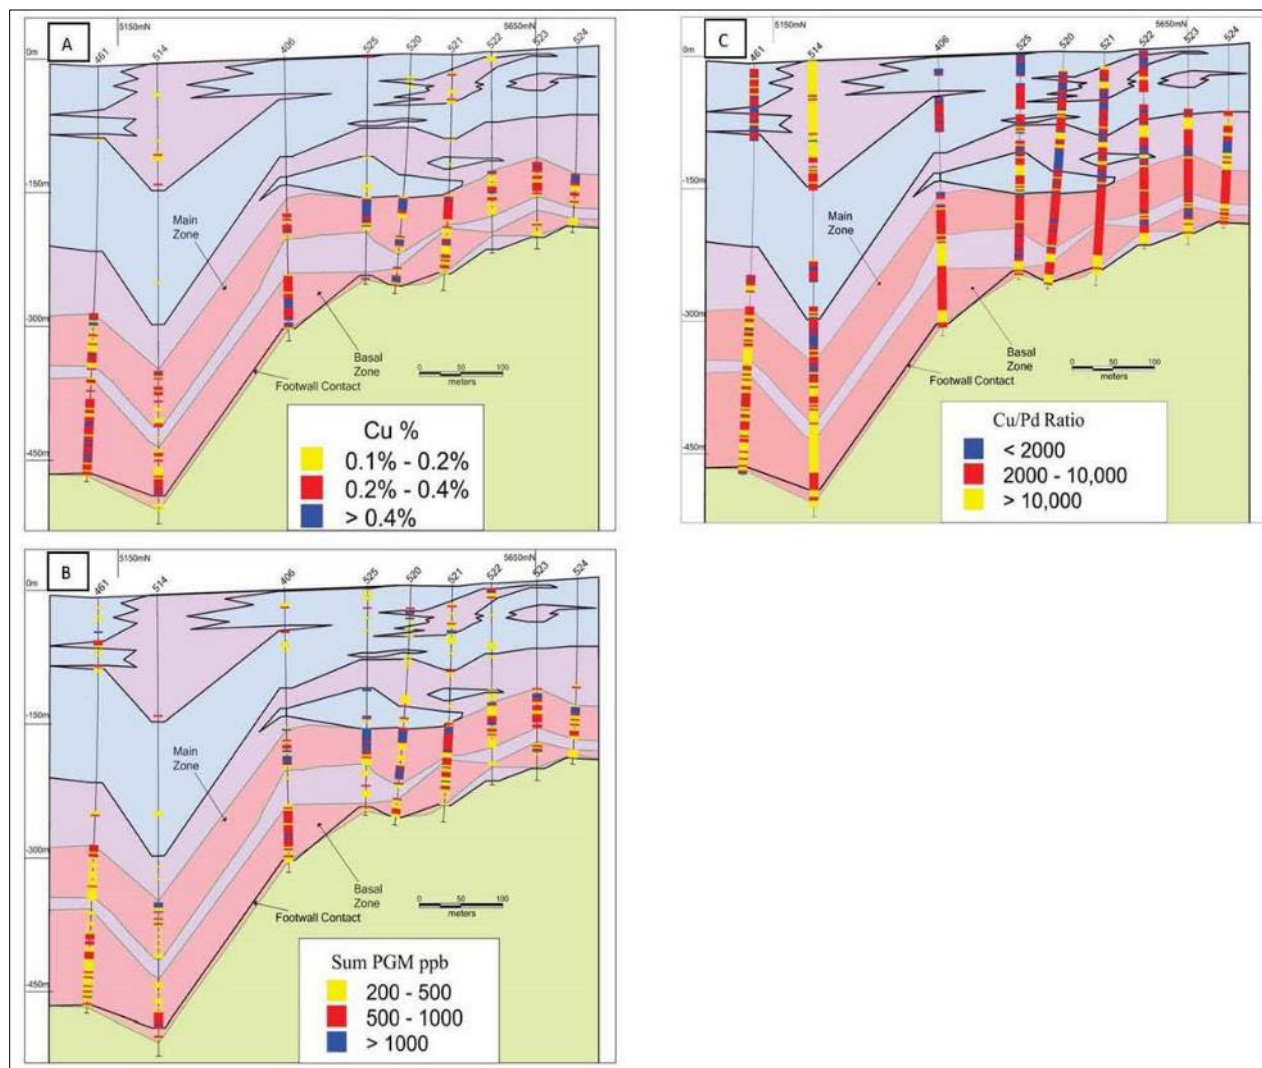 A
5150mN
5650mN
461
514
406
525
520
521
522
523
524
0m
-150m
-300m
-450m
Main
Zone
Basal
Zone
Footwall Contact
0 50 100
meters
Cu %
0.1% - 0.2%
0.2% - 0.4%
> 0.4%
C
5150mN
5650mN
461
514
406
525
520
521
522
523
524
0m
-150m
-300m
-450m
Main
Zone
Basal
Zone
Footwall Contact
0 50 100
meters
Cu/Pd Ratio
< 2000
2000 - 10,000
> 10,000
B
5150mN
5650mN
461
514
406
525
520
521
522
523
524
0m
-150m
-300m
-450m
Main
Zone
Basal
Zone
Footwall Contact
0 50 100
meters
Sum PGM ppb
200 - 500
500 - 1000
> 1000